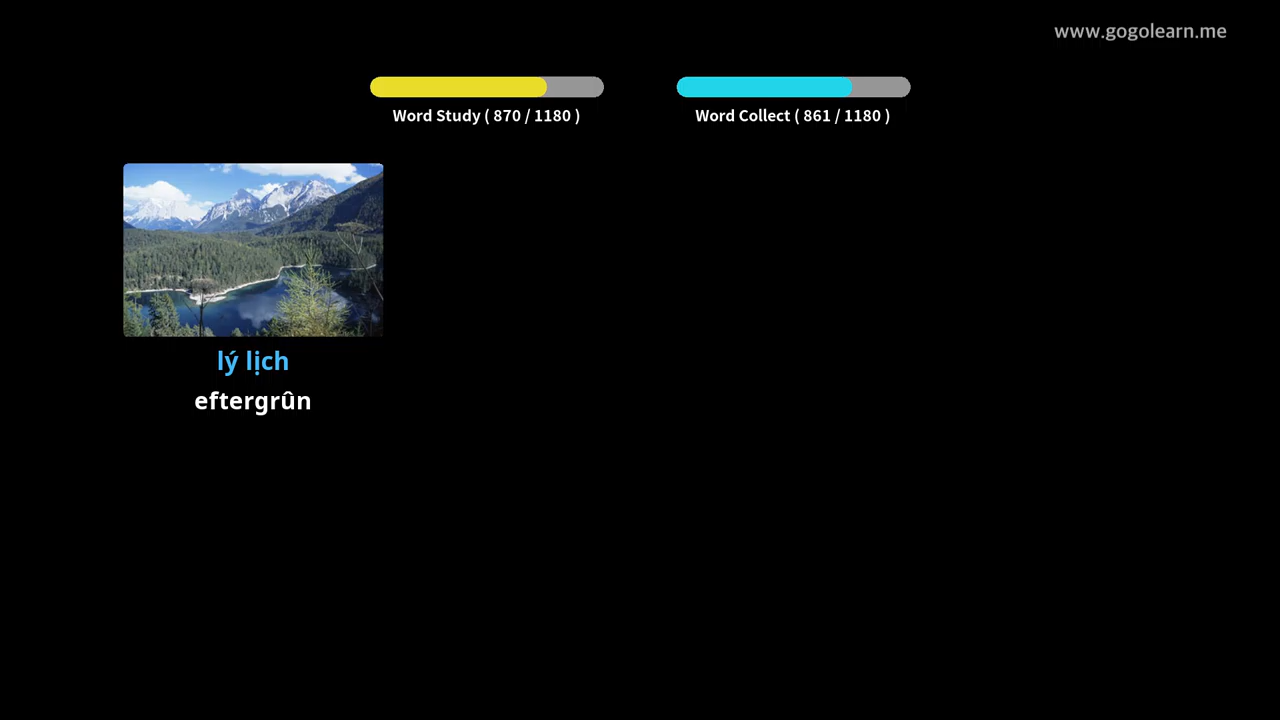 www.gogolearn.me
Word Study ( 870 / 1180 )
Word Collect ( 861 / 1180 )
lý lịch
eftergrûn